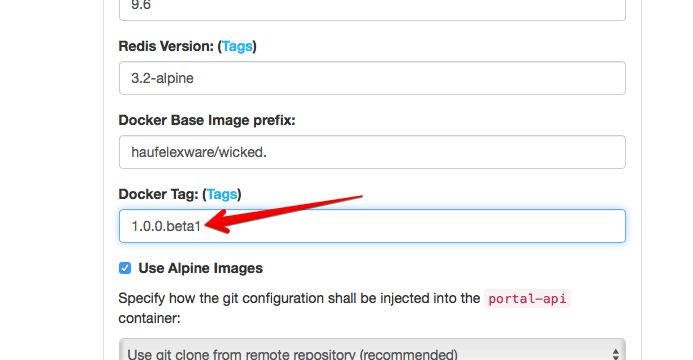 9.6
Redis Version: (Tags)
3.2-alpine
Docker Base Image prefix:
haufelexware/wicked.
Docker Tag: (Tags)
1.0.0.beta1
Use Alpine Images
Specify how the git configuration shall be injected into the portal-api
container:
Use git clone from remote repository (recommended)